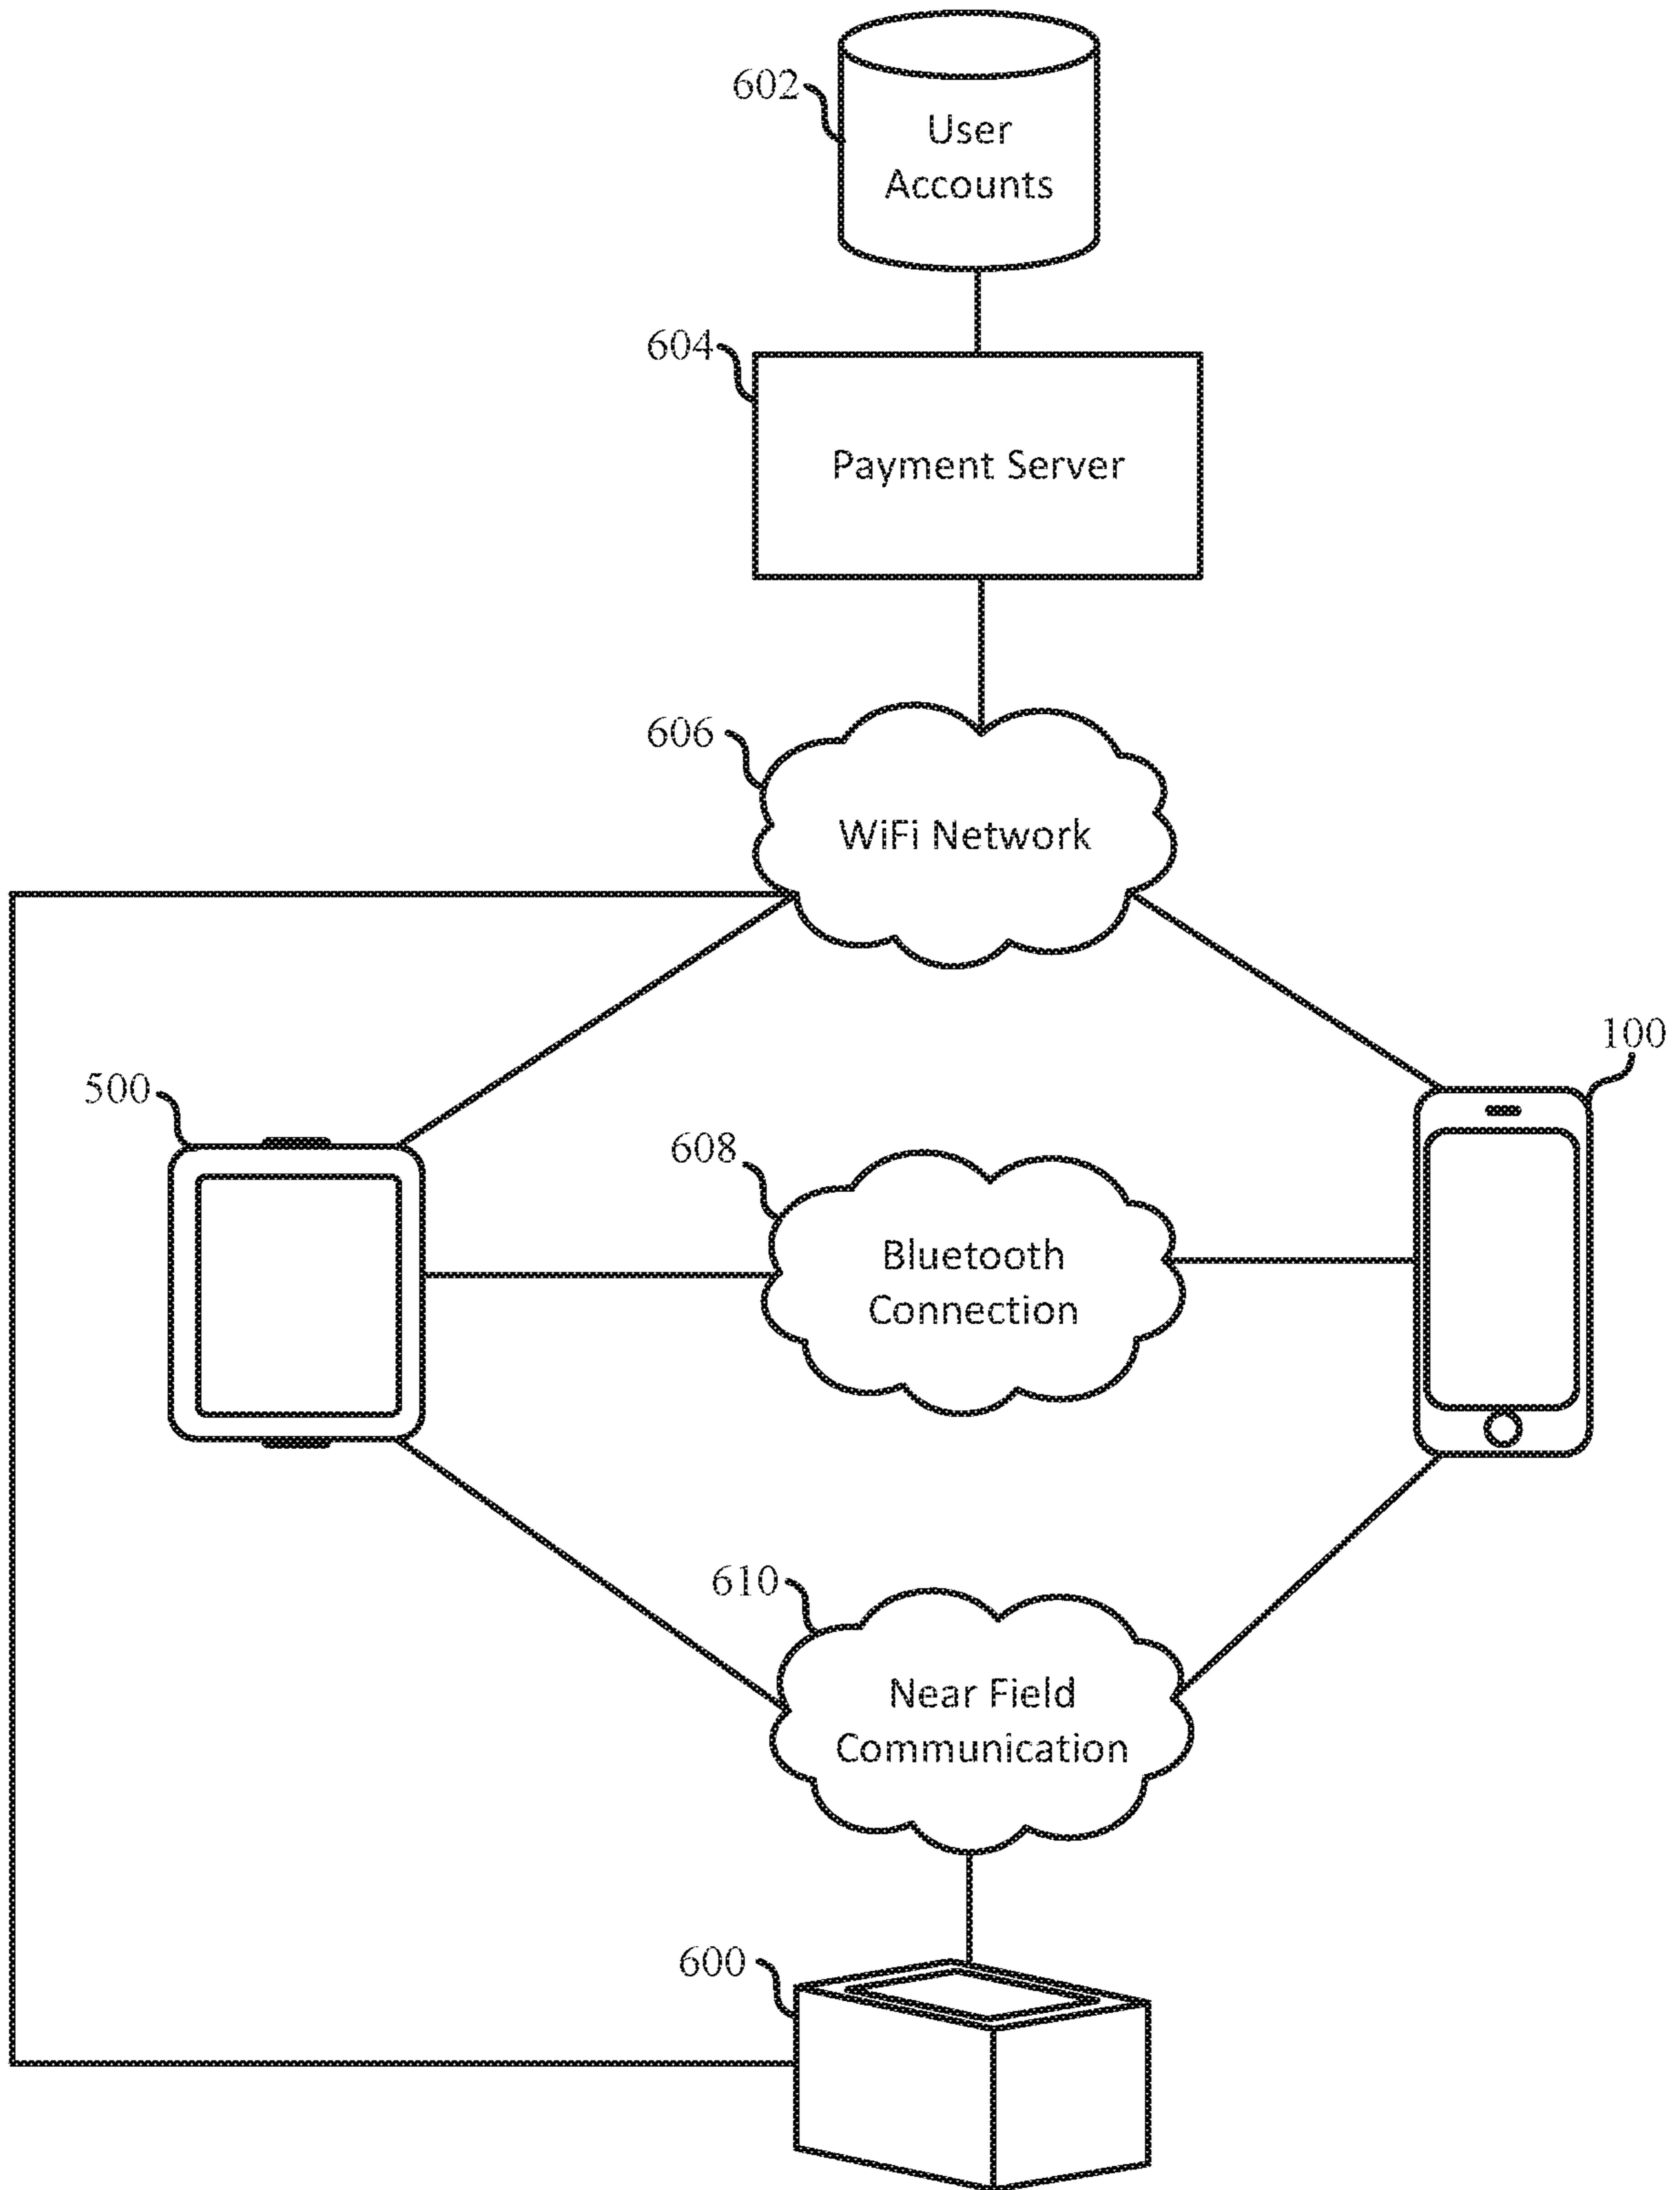 602
User
Accounts
604
Payment Server
606
WiFi Network
100
500
608
Bluetooth
Connection
610
Near Field
Communication
600